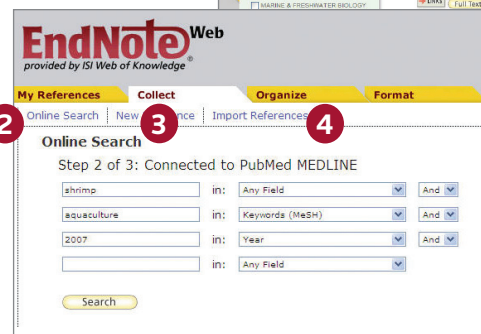 MARINE & FRESHWATER BIOLOGY
LINKS Full Text
EndNote Web
provided by ISI Web of Knowledge
My References Collect Organize Format
2 Online Search New 3 Import References 4
Online Search
Step 2 of 3: Connected to PubMed MEDLINE
shrimp in: Any Field And
aquaculture in: Keywords (MeSH) And
2007 in: Year And
in: Any Field
Search